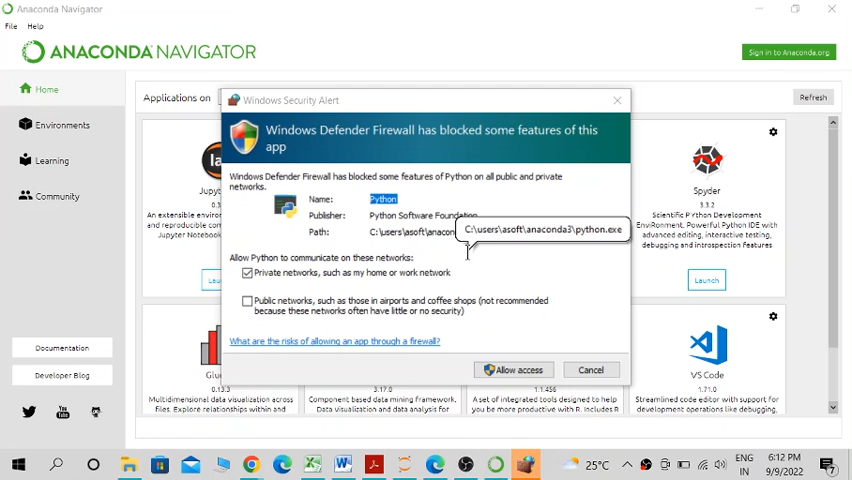 Anaconda Navigator
File Help
ANACONDA NAVIGATOR
Sign in to Anaconda.org
Home
Environments
Learning
Community
Documentation
Developer Blog
Applications on
Refresh
Windows Security Alert
Windows Defender Firewall has blocked some features of this
app
Windows Defender Firewall has blocked some features of Python on all public and private
networks.
Name: Python
Publisher: Python Software Foundation
Path: C:\users\asoft\anacon
C:\users\asoft\anaconda3\python.exe
Allow Python to communicate on these networks:
Private networks, such as my home or work network
Public networks, such as those in airports and coffee shops (not recommended
because these networks often have little or no security)
What are the risks of allowing an app through a firewall?
Allow access
Cancel
Jupy
An extensible
reproducible
Jupyter Notebook
Lau
Spyder
3.3.2
Scientific Python Development
EnviRonment. Powerful Python IDE with
advanced editing, interactive testing,
debugging and introspection features
Launch
Glu
0.13.3
Multidimensional data visualization across
files. Explore relationships within and
3.17.0
Component based data mining framework.
Data visualization and data analysis for
1.1.456
A set of integrated tools designed to help
you be more productive with R. Includes R
VS Code
1.71.0
Streamlined code editor with support for
development operations like debugging,
25°C
ENG
IN
6:12 PM
9/9/2022
7